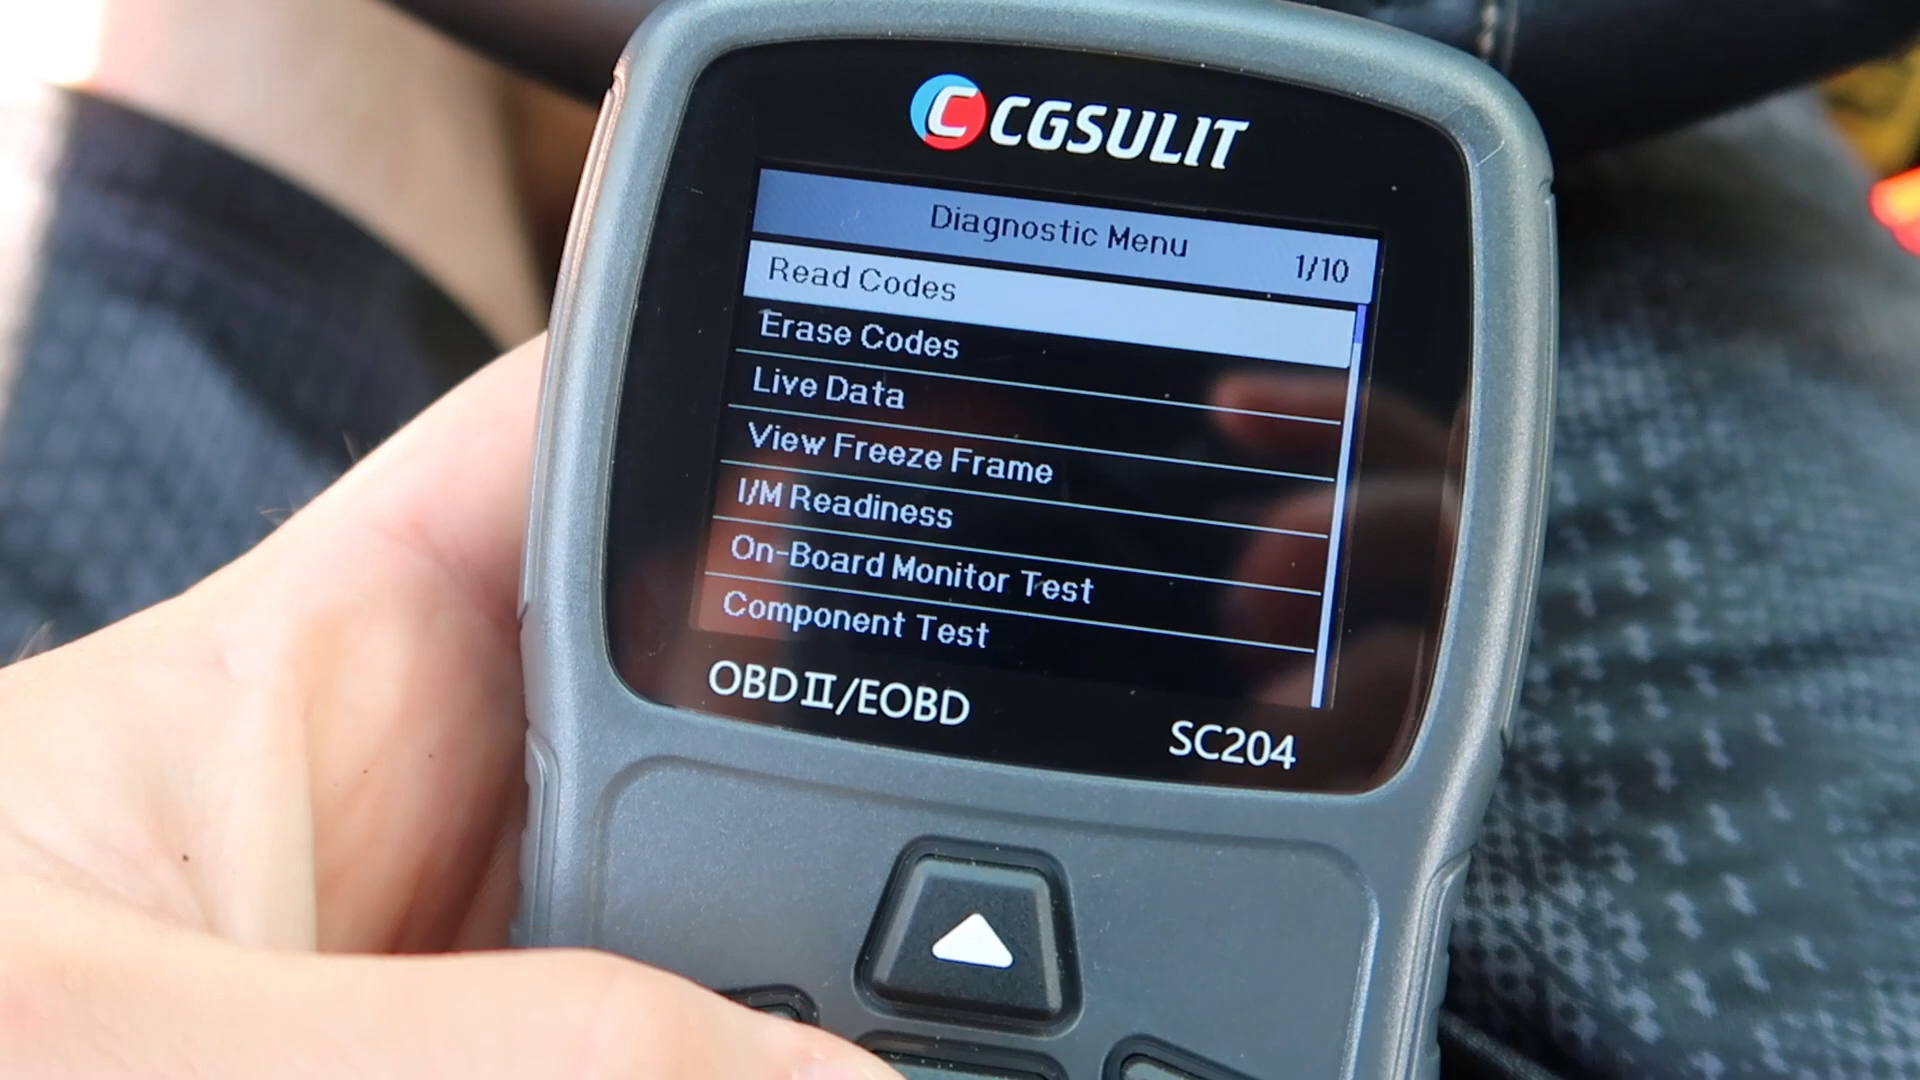 CGSULIT
Diagnostic Menu 1/10
Read Codes
Erase Codes
Live Data
View Freeze Frame
I/M Readiness
On-Board Monitor Test
Component Test
OBDII/EOBD SC204